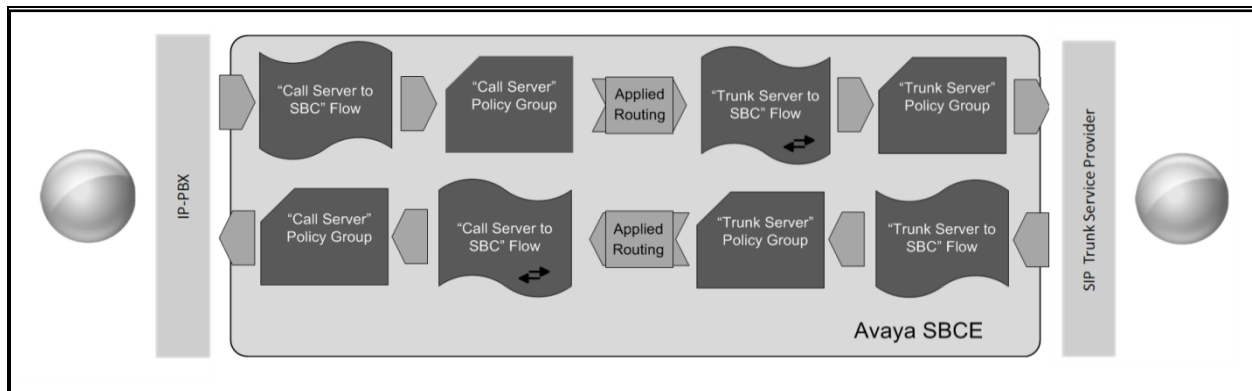 IP-PBX
“Call Server to
SBC” Flow
“Call Server”
Policy Group
Applied
Routing
“Trunk Server to
SBC” Flow
“Trunk Server”
Policy Group
“Call Server”
Policy Group
“Call Server to
SBC” Flow
Applied
Routing
“Trunk Server”
Policy Group
“Trunk Server to
SBC” Flow
Avaya SBCE
SIP Trunk Service Provider